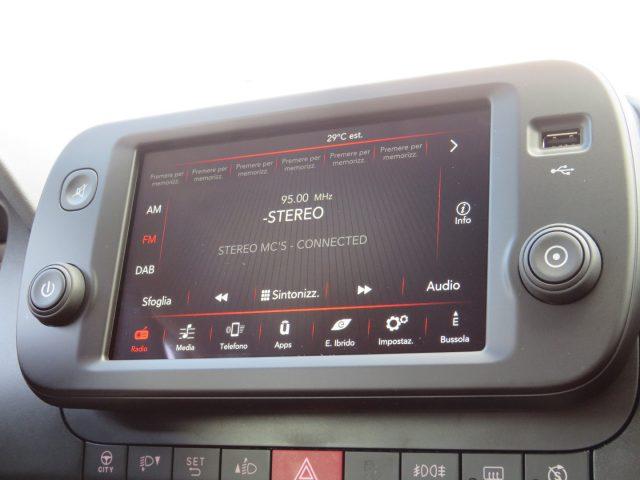 29°C est.
Premere per memorizz. Premere per memorizz. Premere per memorizz. Premere per memorizz. Premere per memorizz. Premere per memorizz.
AM
95.00 MHz
-STEREO
FM
Info
STEREO MC'S - CONNECTED
DAB
Sfoglia
Sintonizz.
Audio
Radio Media Telefono Apps E. Ibrido Impostaz. Bussola
CITY
SET